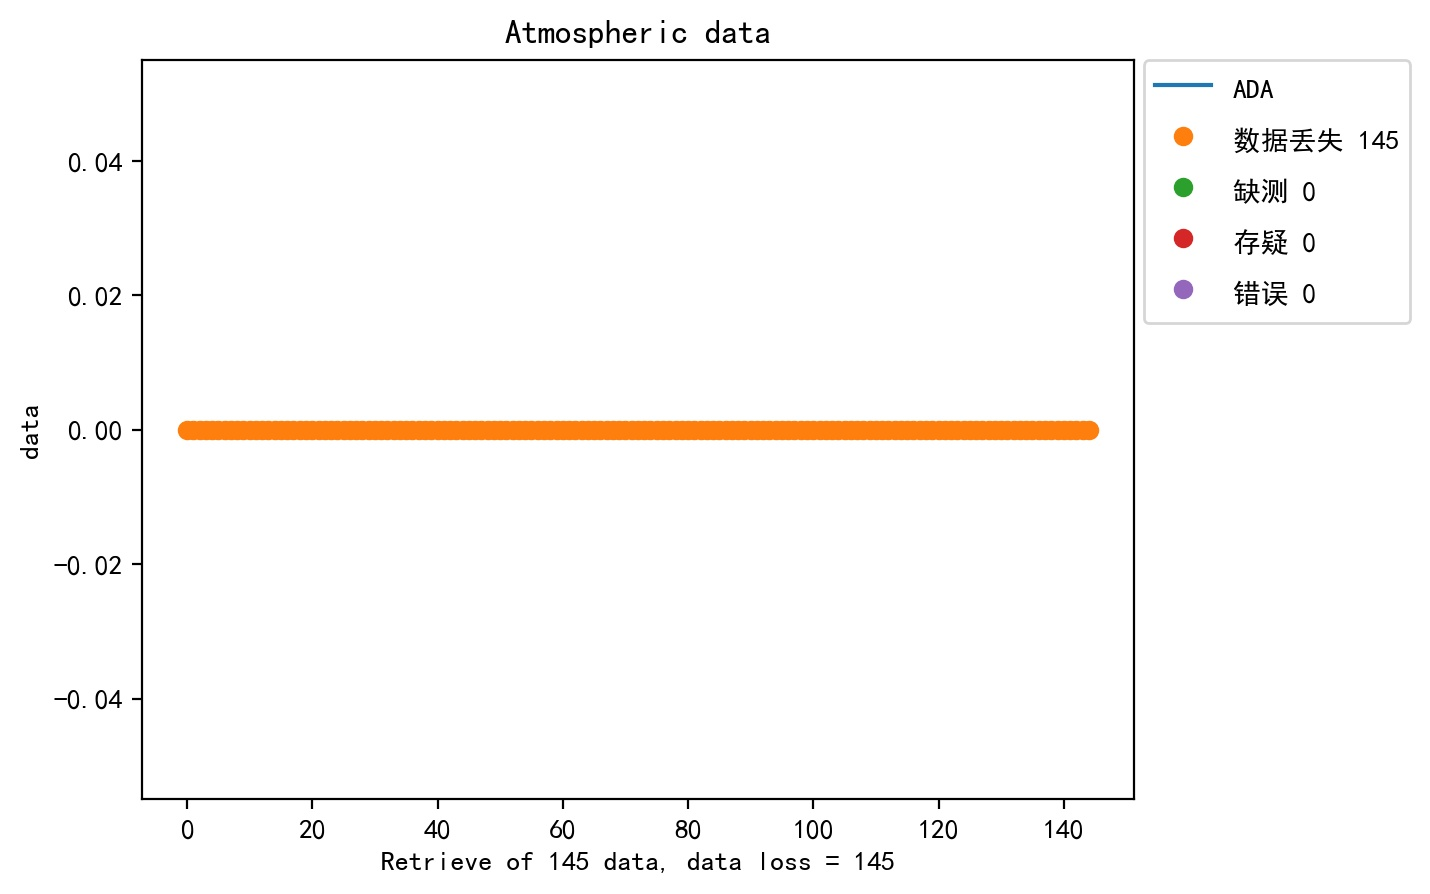 Atmospheric data
ADA
数据丢失 145
缺测 0
存疑 0
错误 0
data
0.04
0.02
0.00
-0.02
-0.04
0 20 40 60 80 100 120 140
Retrieve of 145 data, data loss = 145